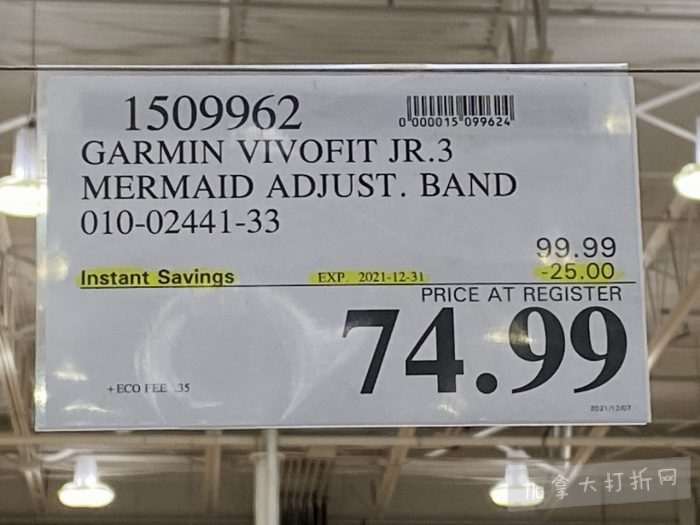 1509962
0 000015 099624
GARMIN VIVOFIT JR.3
MERMAID ADJUST. BAND
010-02441-33
99.99
Instant Savings EXP. 2021-12-31 -25.00
PRICE AT REGISTER
74.99
+ECO FEE .35
2021/12/07
加拿大打折网